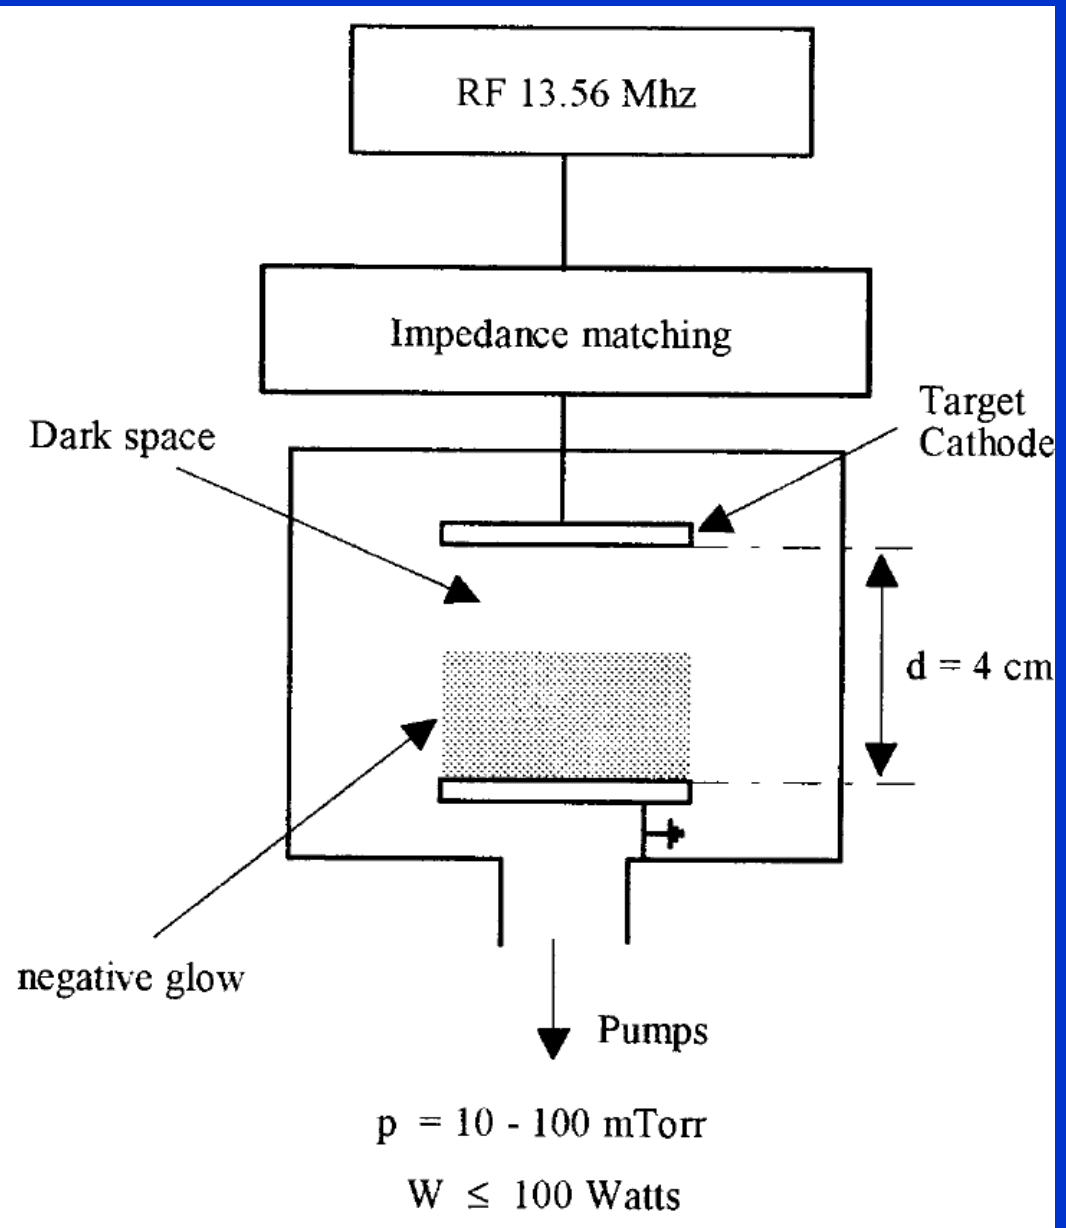 RF 13.56 Mhz
Impedance matching
Target
Cathode
Dark space
d = 4 cm
negative glow
Pumps
p = 10 - 100 mTorr
W ≤ 100 Watts